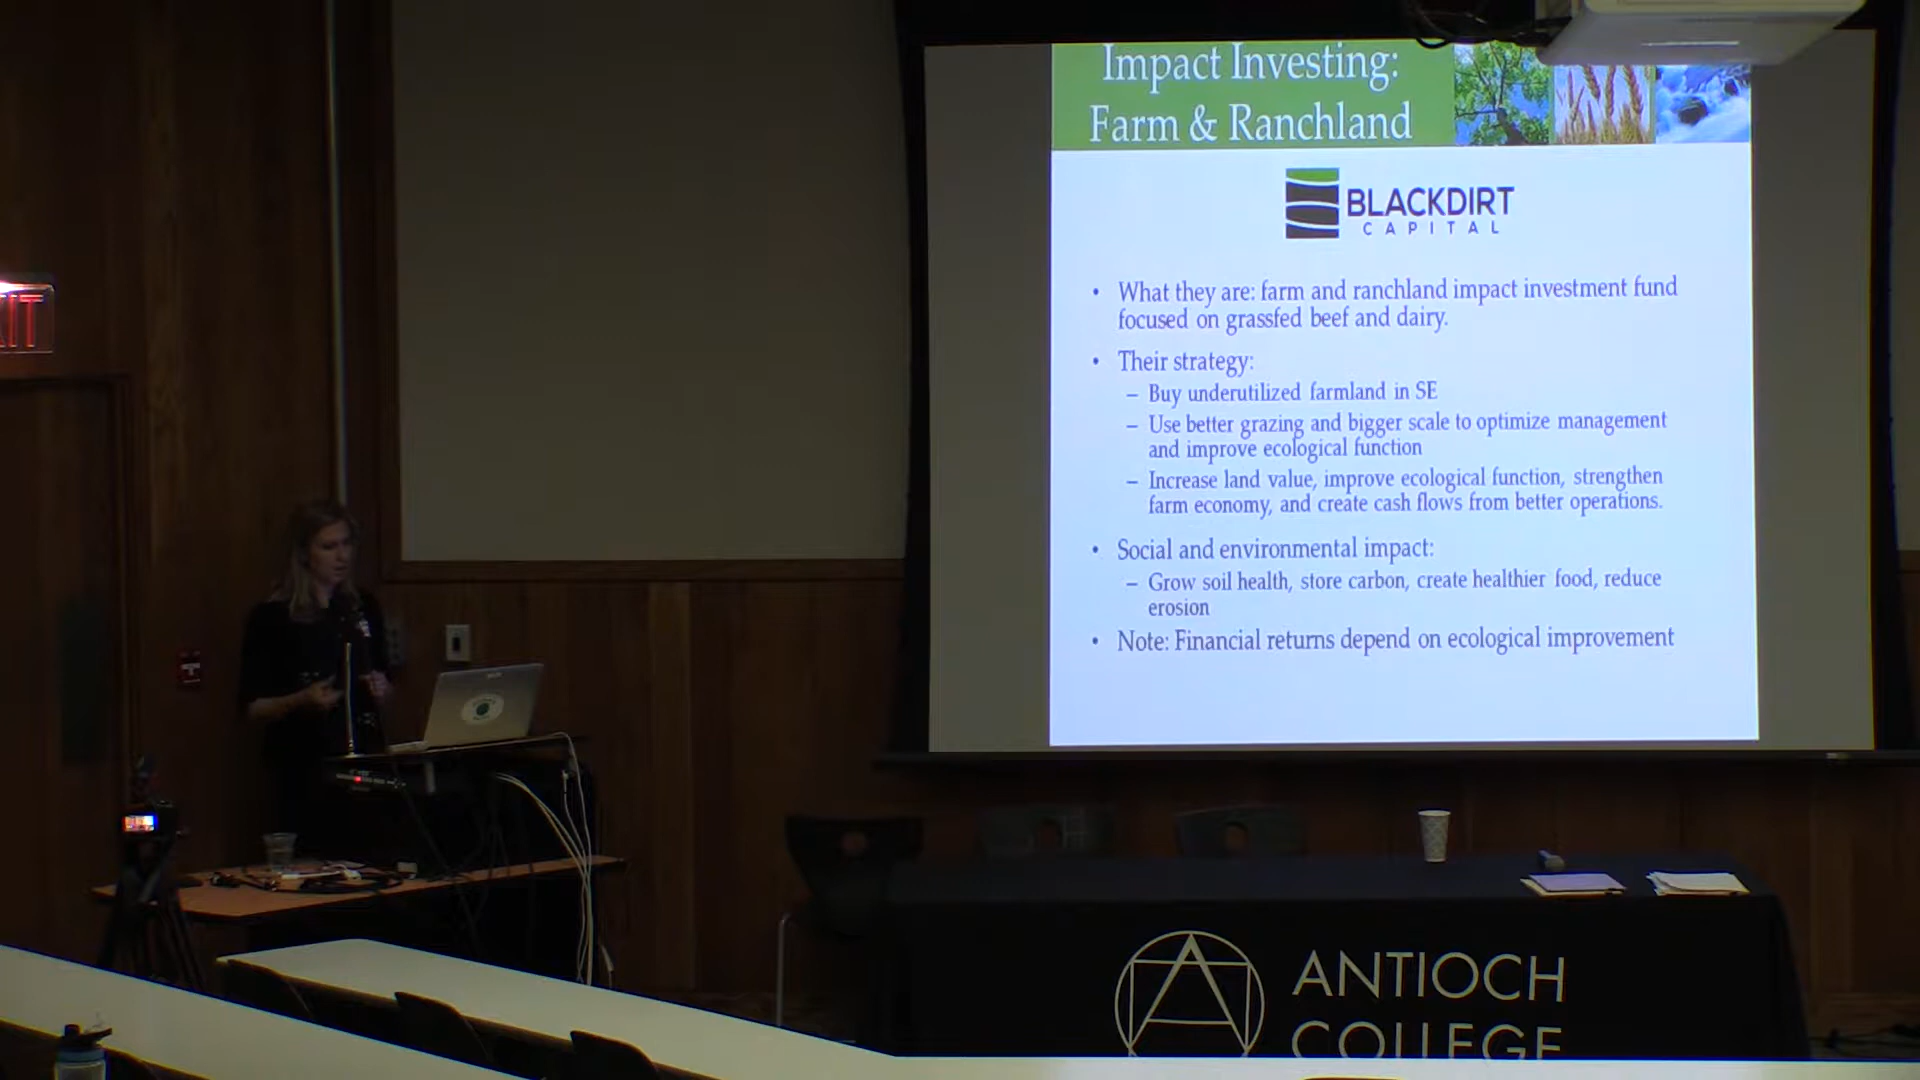 Impact Investing:
Farm & Ranchland
BLACKDIRT
CAPITAL
• What they are: farm and ranchland impact investment fund
focused on grassfed beef and dairy.
• Their strategy:
– Buy underutilized farmland in SE
– Use better grazing and bigger scale to optimize management
and improve ecological function
– Increase land value, improve ecological function, strengthen
farm economy, and create cash flows from better operations.
• Social and environmental impact:
– Grow soil health, store carbon, create healthier food, reduce
erosion
• Note: Financial returns depend on ecological improvement
XIT
ANTIOCH
COLLEGE